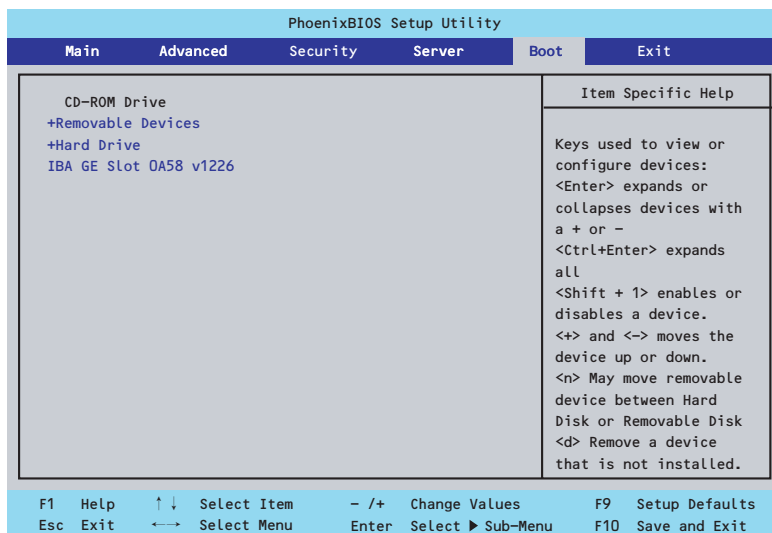 PhoenixBIOS Setup Utility
Main Advanced Security Server Boot Exit
CD-ROM Drive
+Removable Devices
+Hard Drive
IBA GE Slot OA58 v1226
Item Specific Help
Keys used to view or
configure devices:
<Enter> expands or
collapses devices with
a + or -
<Ctrl+Enter> expands
all
<Shift + 1> enables or
disables a device.
<+> and <-> moves the
device up or down.
<n> May move removable
device between Hard
Disk or Removable Disk
<d> Remove a device
that is not installed.
F1 Help ↑↓ Select Item - /+ Change Values F9 Setup Defaults
Esc Exit ←→ Select Menu Enter Select ▶ Sub-Menu F10 Save and Exit